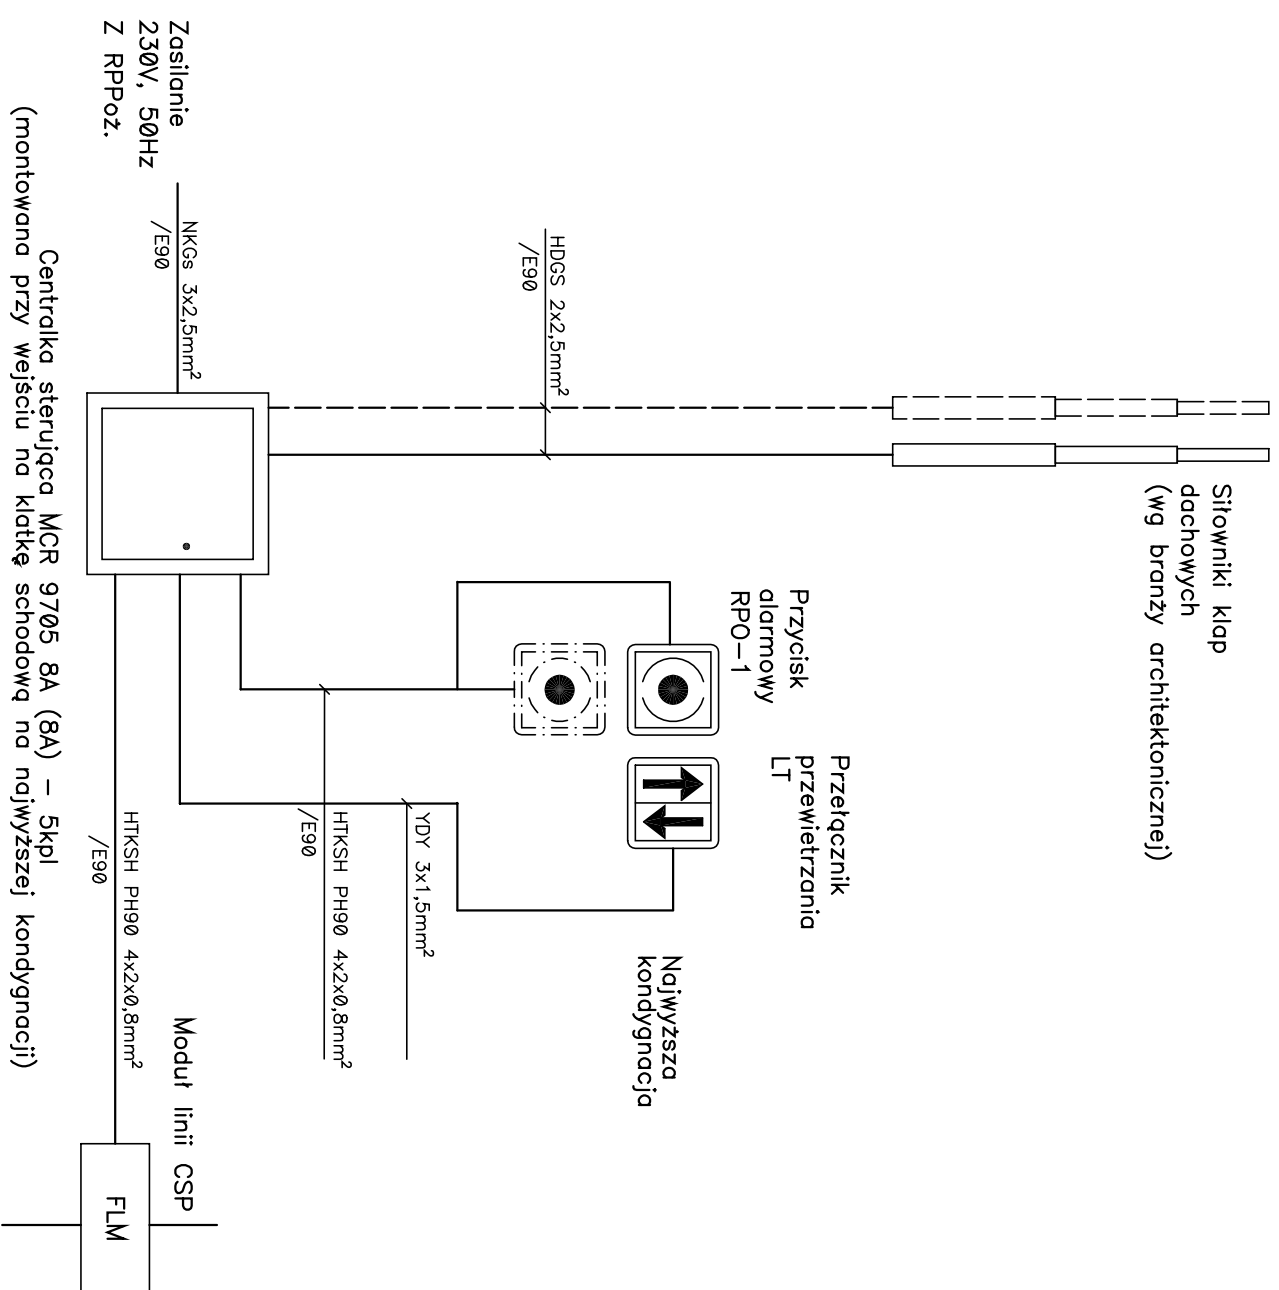 Siłowniki klap
dachowych
(wg branży architektonicznej)
Przełącznik
przewietrzania
LT
Przycisk
alarmowy
RPO-1
Najwyższa
kondygnacja
HDGS 2x2,5mm²
/E90
YDY 3x1,5mm²
HTKSH PH90 4x2x0,8mm²
/E90
Zasilanie
230V, 50Hz
Z RPPoż.
NKGs 3x2,5mm²
/E90
Moduł linii CSP
HTKSH PH90 4x2x0,8mm²
/E90
FLM
Centralka sterująca MCR 9705 8A (8A) – 5kpl
(montowana przy wejściu na klatkę schodową na najwyższej kondygnacji)